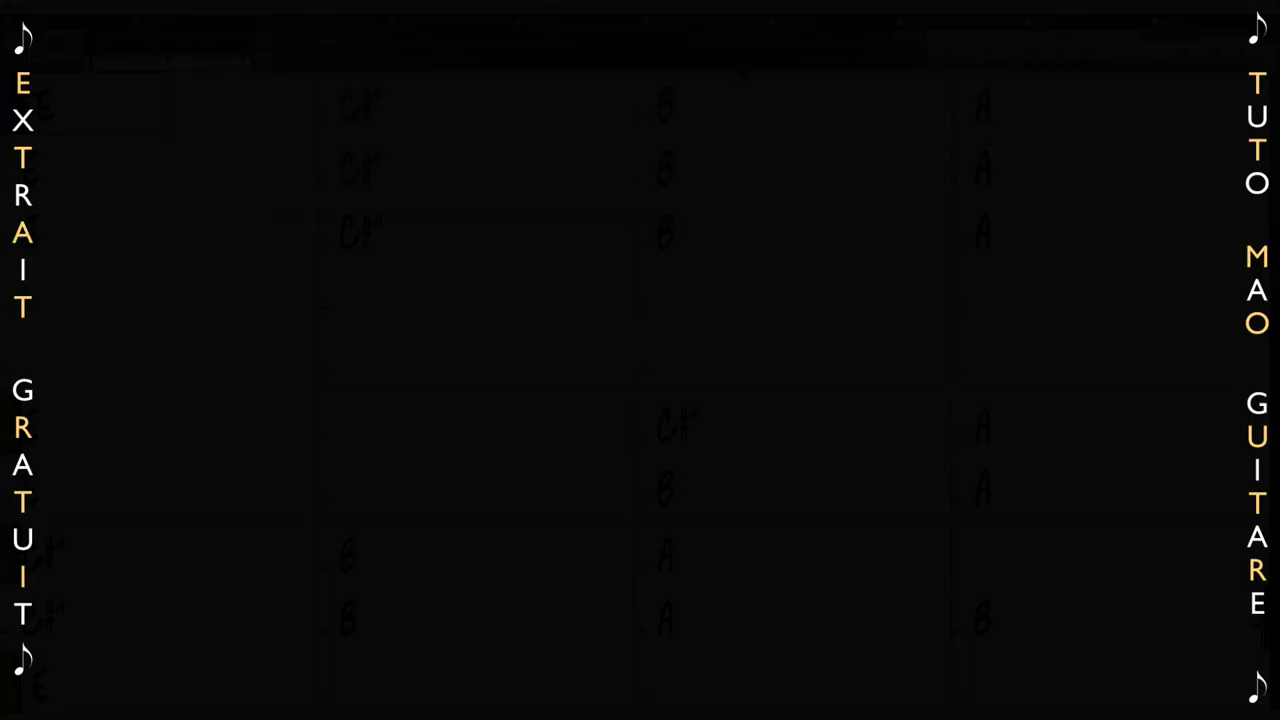 ♪ EXTRAIT GRATUIT ♪
♪ TUTO MAO GUITARE ♪
E C#m B A
C#m B A
C#m B A
C#m A
B A
C#m B A
C#m B A B
E